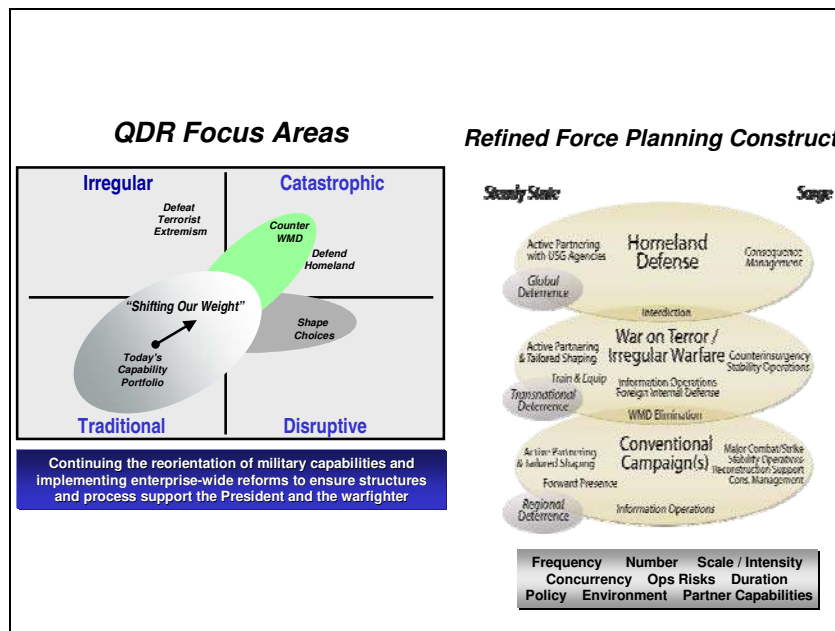 QDR Focus Areas
Irregular
Catastrophic
Defeat
Terrorist
Extremism
Counter
WMD
Defend
Homeland
“Shifting Our Weight”
Today's
Capability
Portfolio
Shape
Choices
Traditional
Disruptive
Continuing the reorientation of military capabilities and
implementing enterprise-wide reforms to ensure structures
and process support the President and the warfighter
Refined Force Planning Construct
Steady State
Surge
Active Partnering
with USG Agencies
Homeland
Defense
Consequence
Management
Global
Deterrence
Interdiction
Active Partnering
& Tailored Shaping
War on Terror /
Irregular Warfare
Counterinsurgency
Stability Operations
Train & Equip
Information Operations
Foreign Internal Defense
Transnational
Deterrence
WMD Elimination
Active Partnering
& Tailored Shaping
Conventional
Campaign(s)
Major Combat/Strike
Stability Operations
Reconstruction Support
Cons. Management
Forward Presence
Regional
Deterrence
Information Operations
Frequency Number Scale / Intensity
Concurrency Ops Risks Duration
Policy Environment Partner Capabilities